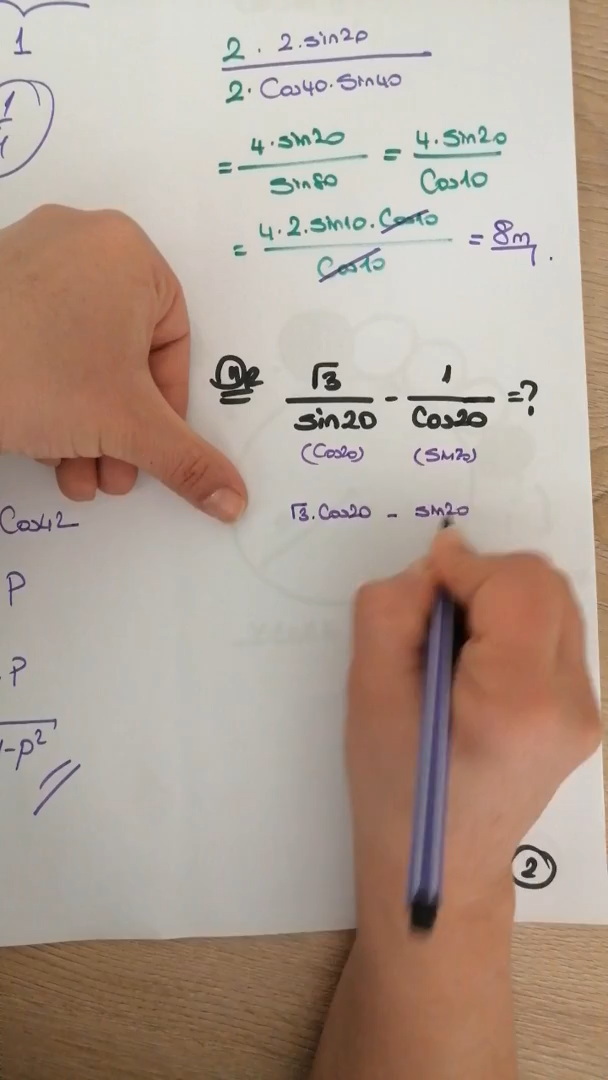 1
2 . 2.sin20
2. Cos40.Sin40
= 4.sin20 / sin80 = 4.sin20 / Cos10
= 4.2.sin10.Cos10 / Cos10 = 8m
√3 / sin20 - 1 / Cos20 =?
(Cos20) (Sin20)
√3.Cos20 - sin20
Cos42
P
. P
-p²
2